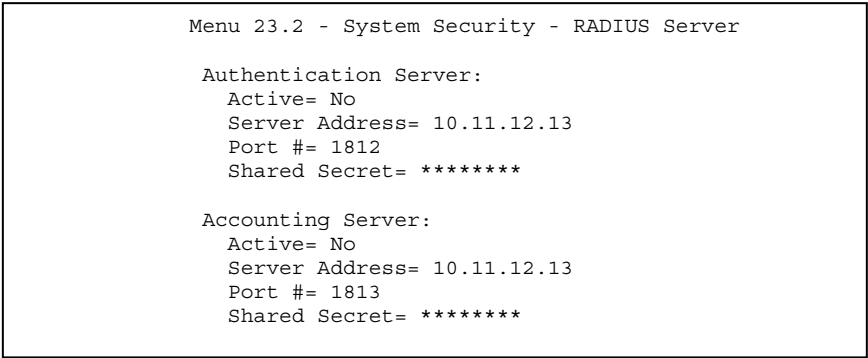 Menu 23.2 - System Security - RADIUS Server
Authentication Server:
Active= No
Server Address= 10.11.12.13
Port #= 1812
Shared Secret= ********
Accounting Server:
Active= No
Server Address= 10.11.12.13
Port #= 1813
Shared Secret= ********